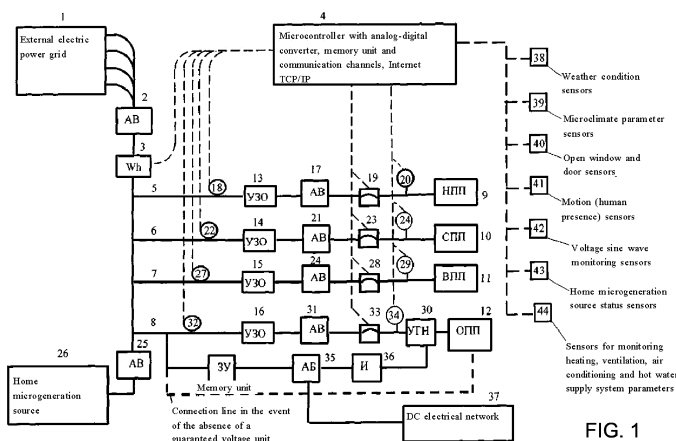 1
External electric
power grid
2
АВ
3
Wh
4
Microcontroller with analog-digital
converter, memory unit and
communication channels, Internet
TCP/IP
38
Weather condition
sensors
39
Microclimate parameter
sensors
40
Open window and
door sensors
41
Motion (human
presence) sensors
42
Voltage sine wave
monitoring sensors
43
Home microgeneration
source status sensors
44
Sensors for monitoring
heating, ventilation, air
conditioning and hot water
supply system parameters
5
18
13
УЗО
17
АВ
19
20
НПП
9
6
22
14
УЗО
21
АВ
23
24
СПП
10
7
27
15
УЗО
24
АВ
28
29
ВПП
11
8
32
16
УЗО
31
АВ
33
34
30
УГН
12
ОПП
25
АВ
26
Home
microgeneration
source
ЗУ
Memory unit
АБ
35
И
36
Connection line in the event
of the absence of a
guaranteed voltage unit
37
DC electrical network
FIG. 1